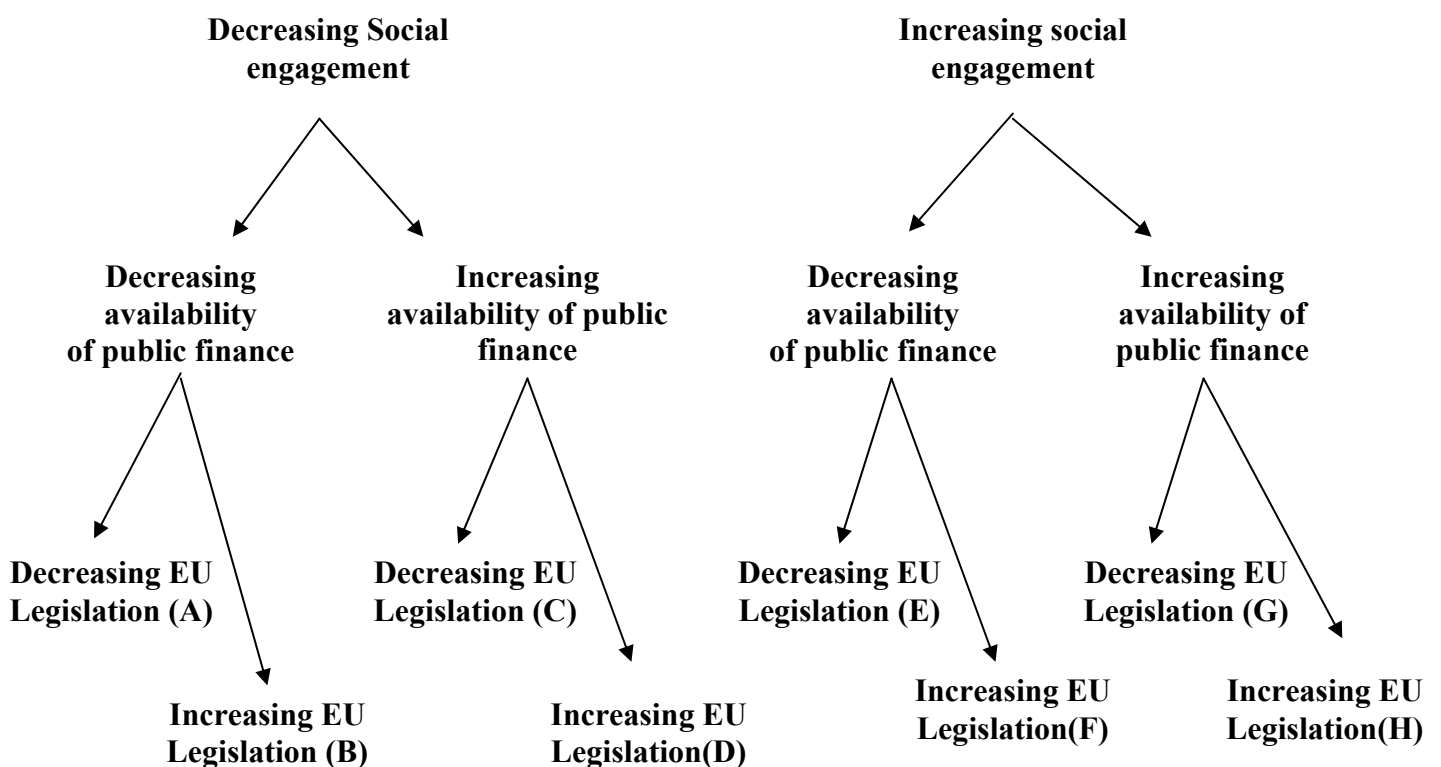 Decreasing Social
engagement
Increasing social
engagement
Decreasing
availability
of public finance
Increasing
availability of public
finance
Decreasing
availability
of public finance
Increasing
availability of
public finance
Decreasing EU
Legislation (A)
Decreasing EU
Legislation (C)
Decreasing EU
Legislation (E)
Decreasing EU
Legislation (G)
Increasing EU
Legislation (B)
Increasing EU
Legislation(D)
Increasing EU
Legislation(F)
Increasing EU
Legislation(H)